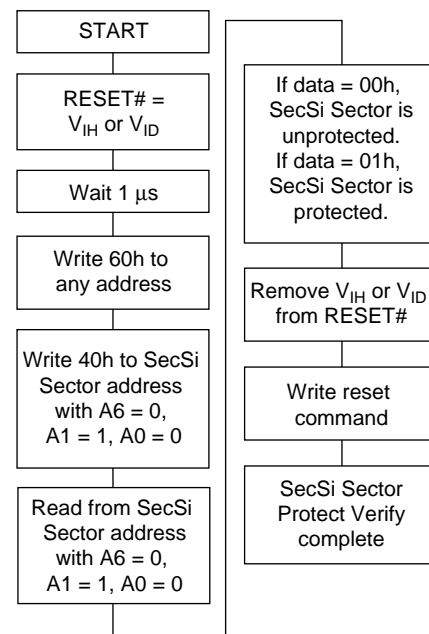 START
RESET# =
VIH or VID
Wait 1 μs
Write 60h to
any address
Write 40h to SecSi
Sector address
with A6 = 0,
A1 = 1, A0 = 0
Read from SecSi
Sector address
with A6 = 0,
A1 = 1, A0 = 0
If data = 00h,
SecSi Sector is
unprotected.
If data = 01h,
SecSi Sector is
protected.
Remove VIH or VID
from RESET#
Write reset
command
SecSi Sector
Protect Verify
complete